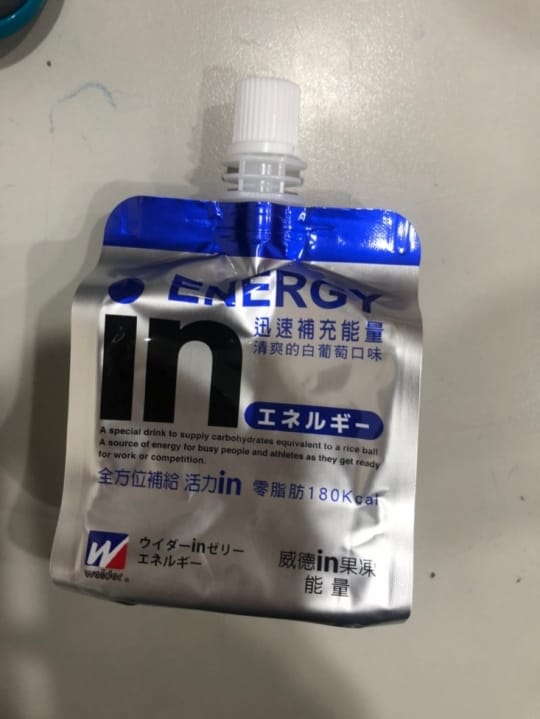 ENERGY
in
迅速補充能量
清爽的白葡萄口味
エネルギー
A special drink to supply carbohydrates equivalent to a rice ball.
A source of energy for busy people and athletes as they get ready
for work or competition.
全方位補給 活力in 零脂肪180Kcal
W
weider®
ウイダーinゼリー
エネルギー
威德in果凍
能量